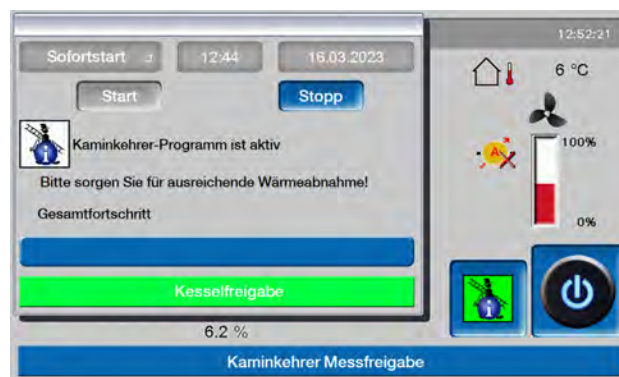 12:52:21
Sofortstart 12:44 16.03.2023
Start Stopp
6 °C
Kaminkehrer-Programm ist aktiv
A
100%
Bitte sorgen Sie für ausreichende Wärmeabnahme!
Gesamtfortschritt
0%
Kesselfreigabe
6.2 %
Kaminkehrer Messfreigabe